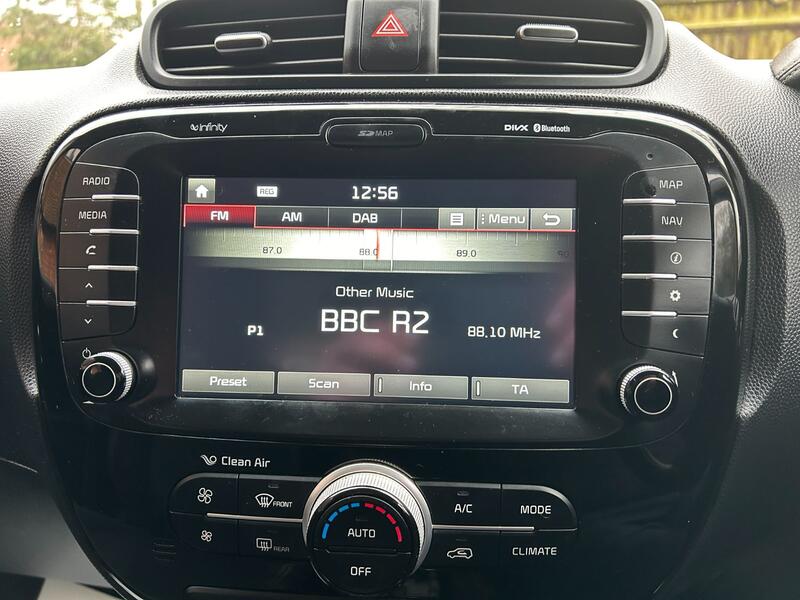 infinity
SD MAP
DIVX Bluetooth
RADIO
MEDIA
MAP
NAV
REG
12:56
FM
AM
DAB
Menu
87.0
88.0
89.0
90
Other Music
P1
BBC R2
88.10 MHz
Preset
Scan
Info
TA
Clean Air
FRONT
REAR
AUTO
OFF
A/C
MODE
CLIMATE